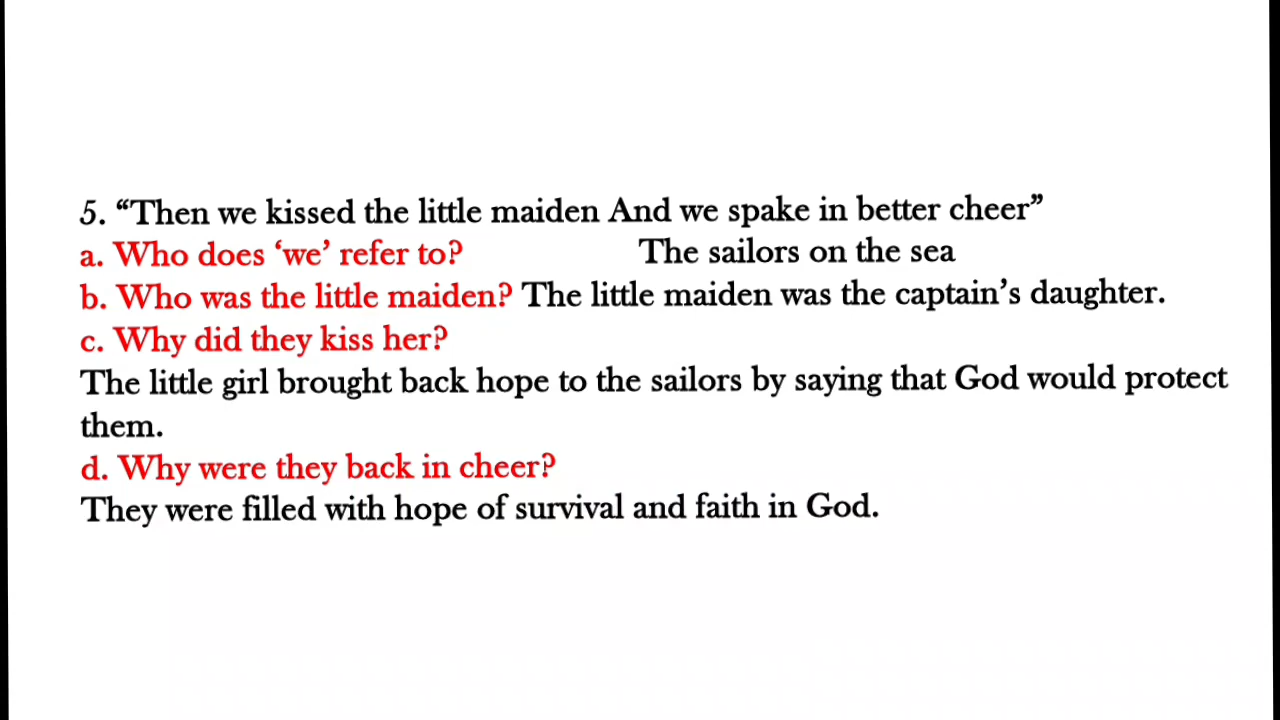 5. “Then we kissed the little maiden And we spake in better cheer”
a. Who does ‘we’ refer to? The sailors on the sea
b. Who was the little maiden? The little maiden was the captain’s daughter.
c. Why did they kiss her?
The little girl brought back hope to the sailors by saying that God would protect
them.
d. Why were they back in cheer?
They were filled with hope of survival and faith in God.